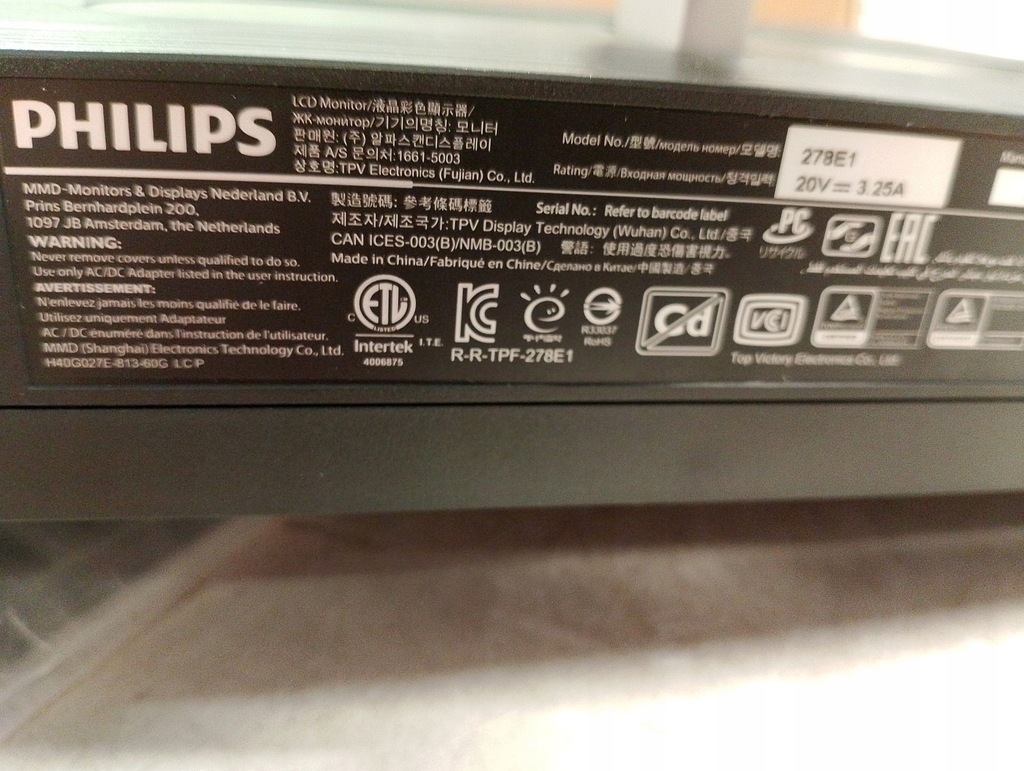 PHILIPS
LCD Monitor/液晶彩色顯示器/
ЖК-монитор/기기의명칭: 모니터
판매원: (주) 알파스캔디스플레이
제품 A/S 문의처:1661-5003
상호명:TPV Electronics (Fujian) Co., Ltd.
Model No./型號/модель номер/모델명:
278E1
Rating/電源/Входная мощность/정격입력:
20V 3.25A
MMD-Monitors & Displays Nederland B.V.
Prins Bernhardplein 200,
1097 JB Amsterdam, the Netherlands
WARNING:
Never remove covers unless qualified to do so.
Use only AC/DC Adapter listed in the user instruction.
AVERTISSEMENT:
N'enlevez jamais les moins qualifié de le faire.
Utilisez uniquement Adaptateur
AC / DC énuméré dans l'instruction de l'utilisateur.
MMD (Shanghai) Electronics Technology Co., Ltd.
H40G027E-813-60G LC P
製造號碼: 參考條碼標籤
Serial No.: Refer to barcode label
제조자/제조국가:TPV Display Technology (Wuhan) Co., Ltd./중국
CAN ICES-003(B)/NMB-003(B)
警語: 使用過度恐傷害視力。
Made in China/Fabriqué en Chine/Сделано в Китае/中國製造/중국
PC
リサイクル
EAC
ETL
LISTED
C US
Intertek
I.T.E.
4006875
R-R-TPF-278E1
R33037
RoHS
Cd
VCCI
Top Victory Electronics Co., Ltd.